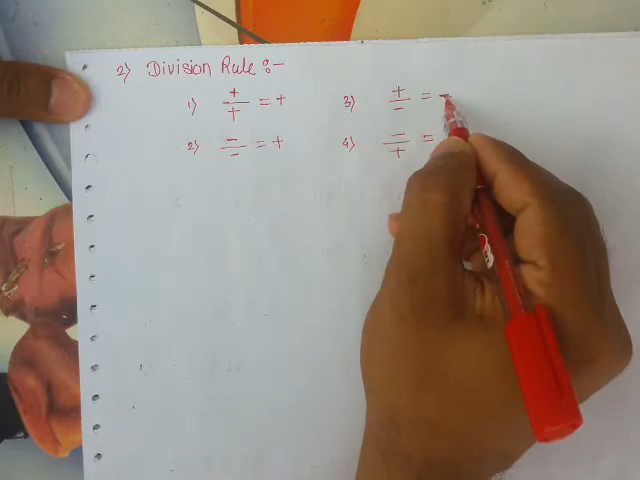 2) Division Rule :-
1) +/+ = +
2) -/- = +
3) +/- = -
4) -/+ =